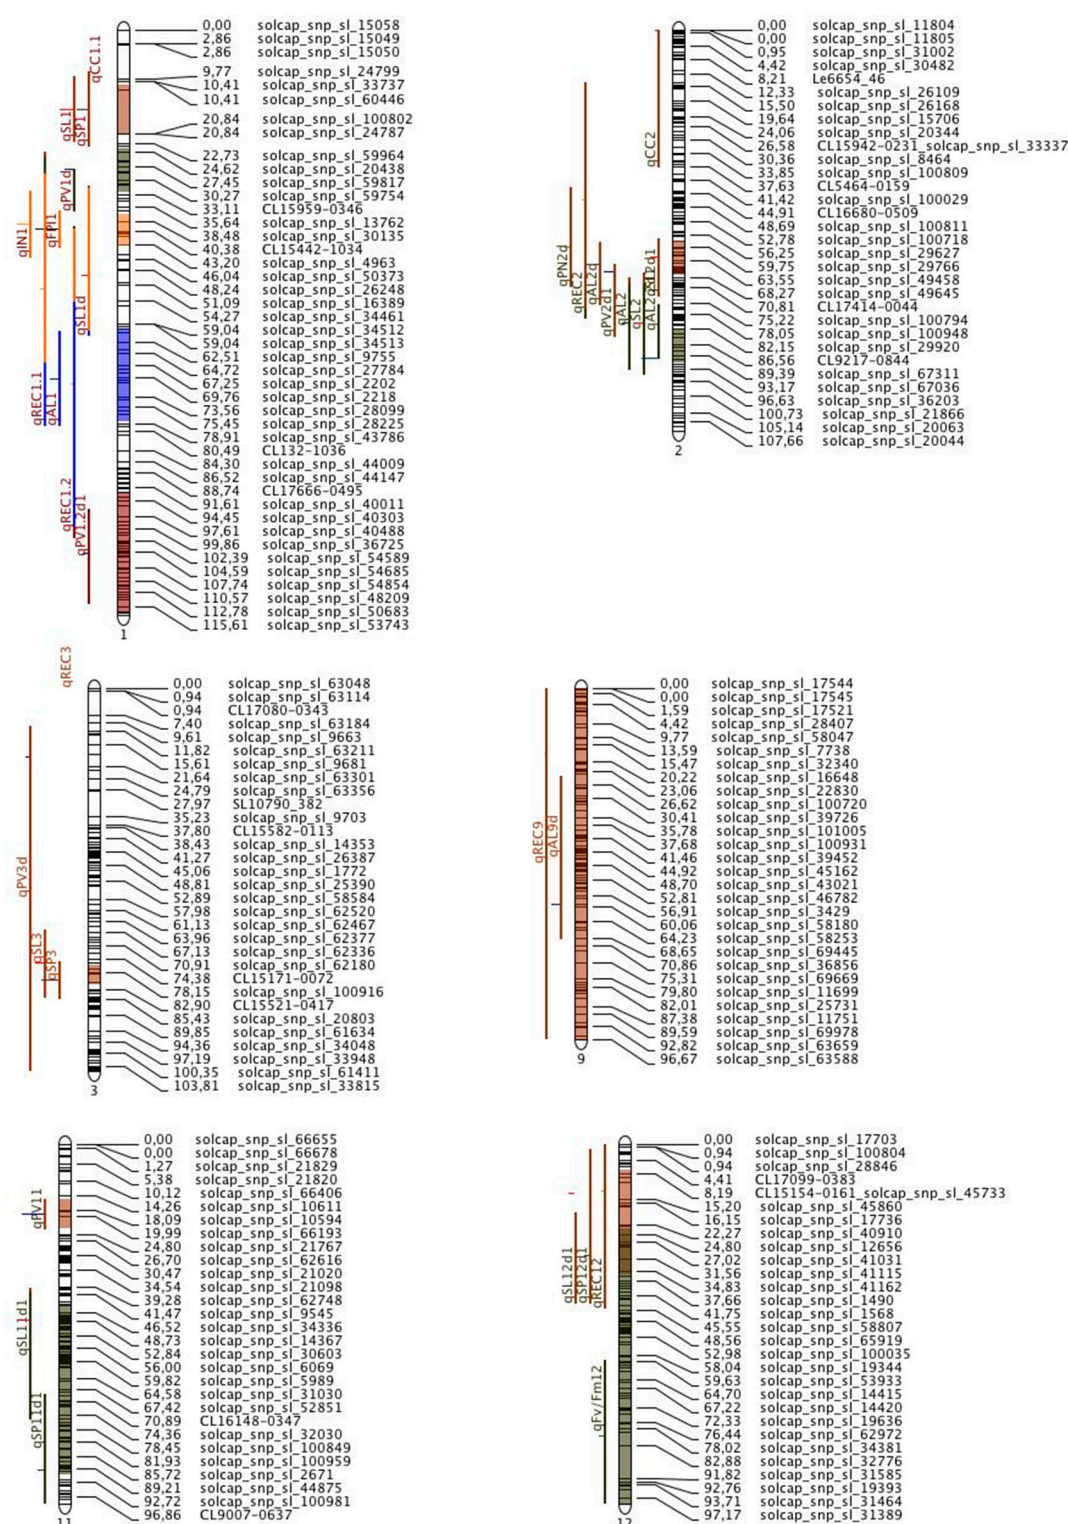 qCC1.1
qSL1
qSP1
qPV1d
qIN1
qFPI1
qSL1d
qREC1.1
qAL1
qREC1.2
qPV1.2d1
0,00 solcap_snp_sl_15058
2,86 solcap_snp_sl_15049
2,86 solcap_snp_sl_15050
9,77 solcap_snp_sl_24799
10,41 solcap_snp_sl_33737
10,41 solcap_snp_sl_60446
20,84 solcap_snp_sl_100802
20,84 solcap_snp_sl_24787
22,73 solcap_snp_sl_59964
24,62 solcap_snp_sl_20438
27,45 solcap_snp_sl_59817
30,27 solcap_snp_sl_59754
33,11 CL15959-0346
35,64 solcap_snp_sl_13762
38,48 solcap_snp_sl_30135
40,38 CL15442-1034
43,20 solcap_snp_sl_4963
46,04 solcap_snp_sl_50373
48,24 solcap_snp_sl_26248
51,09 solcap_snp_sl_16389
54,27 solcap_snp_sl_34461
59,04 solcap_snp_sl_34512
59,04 solcap_snp_sl_34513
62,51 solcap_snp_sl_9755
64,72 solcap_snp_sl_27784
67,25 solcap_snp_sl_2202
69,76 solcap_snp_sl_2218
73,56 solcap_snp_sl_28099
75,45 solcap_snp_sl_28225
78,91 solcap_snp_sl_43786
80,49 CL132-1036
84,30 solcap_snp_sl_44009
86,52 solcap_snp_sl_44147
88,74 CL17666-0495
91,61 solcap_snp_sl_40011
94,45 solcap_snp_sl_40303
97,61 solcap_snp_sl_40488
99,86 solcap_snp_sl_36725
102,39 solcap_snp_sl_54589
104,59 solcap_snp_sl_54685
107,74 solcap_snp_sl_54854
110,57 solcap_snp_sl_48209
112,78 solcap_snp_sl_50683
115,61 solcap_snp_sl_53743
1
qCC2
qPN2d
qREC2
qAL2d
qPV2d1
qAL2
qSL2
0,00 solcap_snp_sl_11804
0,00 solcap_snp_sl_11805
0,95 solcap_snp_sl_31002
4,42 solcap_snp_sl_30482
8,21 Le6654_46
12,33 solcap_snp_sl_26109
15,50 solcap_snp_sl_26168
19,64 solcap_snp_sl_15706
24,06 solcap_snp_sl_20344
26,58 CL15942-0231_solcap_snp_sl_33337
30,36 solcap_snp_sl_8464
33,85 solcap_snp_sl_100809
37,63 CL5464-0159
41,42 solcap_snp_sl_100029
44,91 CL16680-0509
48,69 solcap_snp_sl_100811
52,78 solcap_snp_sl_100718
56,25 solcap_snp_sl_29627
59,75 solcap_snp_sl_29766
63,55 solcap_snp_sl_49458
68,27 solcap_snp_sl_49645
70,81 CL17414-0044
75,22 solcap_snp_sl_100794
78,05 solcap_snp_sl_100948
82,15 solcap_snp_sl_29920
86,56 CL9217-0844
89,39 solcap_snp_sl_67311
93,17 solcap_snp_sl_67036
96,63 solcap_snp_sl_36203
100,73 solcap_snp_sl_21866
105,14 solcap_snp_sl_20063
107,66 solcap_snp_sl_20044
2
qREC3
qPV3d
qSL3
qSP3
0,00 solcap_snp_sl_63048
0,94 solcap_snp_sl_63114
0,94 CL17080-0343
7,40 solcap_snp_sl_63184
9,61 solcap_snp_sl_9663
11,82 solcap_snp_sl_63211
15,61 solcap_snp_sl_9681
21,64 solcap_snp_sl_63301
24,79 solcap_snp_sl_63356
27,97 SL10790_382
35,23 solcap_snp_sl_9703
37,80 CL15582-0113
38,43 solcap_snp_sl_14353
41,27 solcap_snp_sl_26387
45,06 solcap_snp_sl_1772
48,81 solcap_snp_sl_25390
52,89 solcap_snp_sl_58584
57,98 solcap_snp_sl_62520
61,13 solcap_snp_sl_62467
63,96 solcap_snp_sl_62377
67,13 solcap_snp_sl_62336
70,91 solcap_snp_sl_62180
74,38 CL15171-0072
78,15 solcap_snp_sl_100916
82,90 CL15521-0417
85,43 solcap_snp_sl_20803
89,85 solcap_snp_sl_61634
94,36 solcap_snp_sl_34048
97,19 solcap_snp_sl_33948
100,35 solcap_snp_sl_61411
103,81 solcap_snp_sl_33815
3
qREC9
qAL9d
0,00 solcap_snp_sl_17544
0,00 solcap_snp_sl_17545
1,59 solcap_snp_sl_17521
4,42 solcap_snp_sl_28407
9,77 solcap_snp_sl_58047
13,59 solcap_snp_sl_7738
15,47 solcap_snp_sl_32340
20,22 solcap_snp_sl_16648
23,06 solcap_snp_sl_22830
26,62 solcap_snp_sl_100720
30,41 solcap_snp_sl_39726
35,78 solcap_snp_sl_101005
37,68 solcap_snp_sl_100931
41,46 solcap_snp_sl_39452
44,92 solcap_snp_sl_45162
48,70 solcap_snp_sl_43021
52,81 solcap_snp_sl_46782
56,91 solcap_snp_sl_3429
60,06 solcap_snp_sl_58180
64,23 solcap_snp_sl_58253
68,65 solcap_snp_sl_69445
70,86 solcap_snp_sl_36856
75,31 solcap_snp_sl_69669
79,80 solcap_snp_sl_11699
82,01 solcap_snp_sl_25731
87,38 solcap_snp_sl_11751
89,59 solcap_snp_sl_69978
92,82 solcap_snp_sl_63659
96,67 solcap_snp_sl_63588
9
qPV11
qSL11d1
qSP11d1
0,00 solcap_snp_sl_66655
0,00 solcap_snp_sl_66678
1,27 solcap_snp_sl_21829
5,38 solcap_snp_sl_21820
10,12 solcap_snp_sl_66406
14,26 solcap_snp_sl_10611
18,09 solcap_snp_sl_10594
19,99 solcap_snp_sl_66193
24,80 solcap_snp_sl_21767
26,70 solcap_snp_sl_62616
30,47 solcap_snp_sl_21020
34,54 solcap_snp_sl_21098
39,28 solcap_snp_sl_62748
41,47 solcap_snp_sl_9545
46,52 solcap_snp_sl_34336
48,73 solcap_snp_sl_14367
52,84 solcap_snp_sl_30603
56,00 solcap_snp_sl_6069
59,82 solcap_snp_sl_5989
64,58 solcap_snp_sl_31030
67,42 solcap_snp_sl_52851
70,89 CL16148-0347
74,36 solcap_snp_sl_32030
78,45 solcap_snp_sl_100849
81,93 solcap_snp_sl_100959
85,72 solcap_snp_sl_2671
89,21 solcap_snp_sl_44875
92,72 solcap_snp_sl_100981
96,86 CL9007-0637
11
qSL12d1
qSP12d1
qREC12
qFv/Fm12
0,00 solcap_snp_sl_17703
0,94 solcap_snp_sl_100804
0,94 solcap_snp_sl_28846
4,41 CL17099-0383
8,19 CL15154-0161_solcap_snp_sl_45733
15,20 solcap_snp_sl_45860
16,15 solcap_snp_sl_17736
22,27 solcap_snp_sl_40910
24,80 solcap_snp_sl_12656
27,02 solcap_snp_sl_41031
31,56 solcap_snp_sl_41115
34,83 solcap_snp_sl_41162
37,66 solcap_snp_sl_1490
41,75 solcap_snp_sl_1568
45,55 solcap_snp_sl_58807
48,56 solcap_snp_sl_65919
52,98 solcap_snp_sl_100035
58,04 solcap_snp_sl_19344
59,63 solcap_snp_sl_53933
64,70 solcap_snp_sl_14415
67,22 solcap_snp_sl_14420
72,33 solcap_snp_sl_19636
76,44 solcap_snp_sl_62972
78,02 solcap_snp_sl_34381
82,88 solcap_snp_sl_32776
91,82 solcap_snp_sl_31585
92,76 solcap_snp_sl_19393
93,71 solcap_snp_sl_31464
97,17 solcap_snp_sl_31389
12